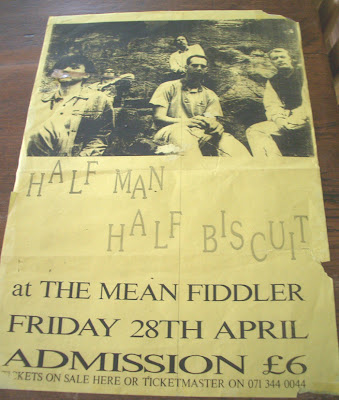 HALF MAN
HALF BISCUIT
at THE MEAN FIDDLER
FRIDAY 28TH APRIL
ADMISSION £6
TICKETS ON SALE HERE OR TICKETMASTER ON 071 344 0044